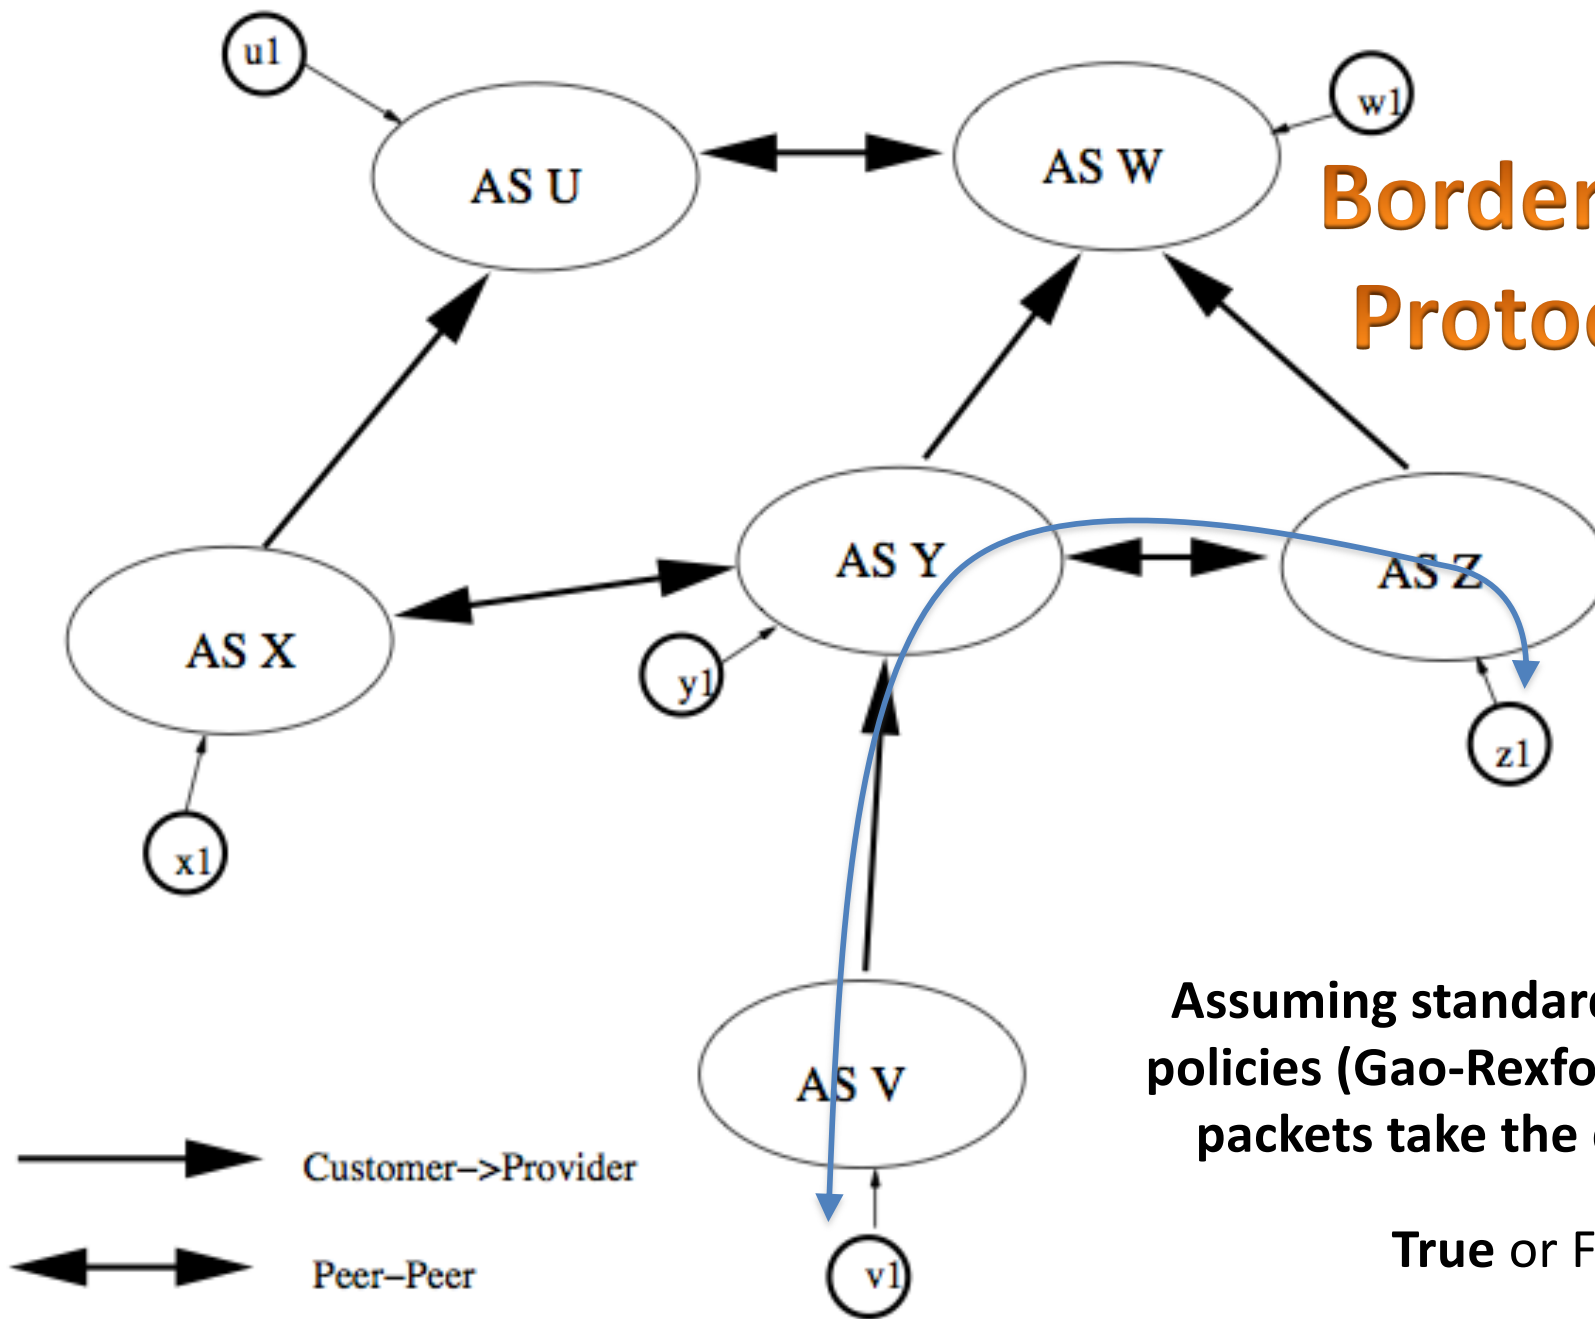 u1
w1
AS U
AS W
Border
AS Y
AS Z
AS X
y1
z1
x1
Assuming standard
policies (Gao-Rexfo
packets take the
AS V
Customer–>Provider
True or F
Peer–Peer
v1